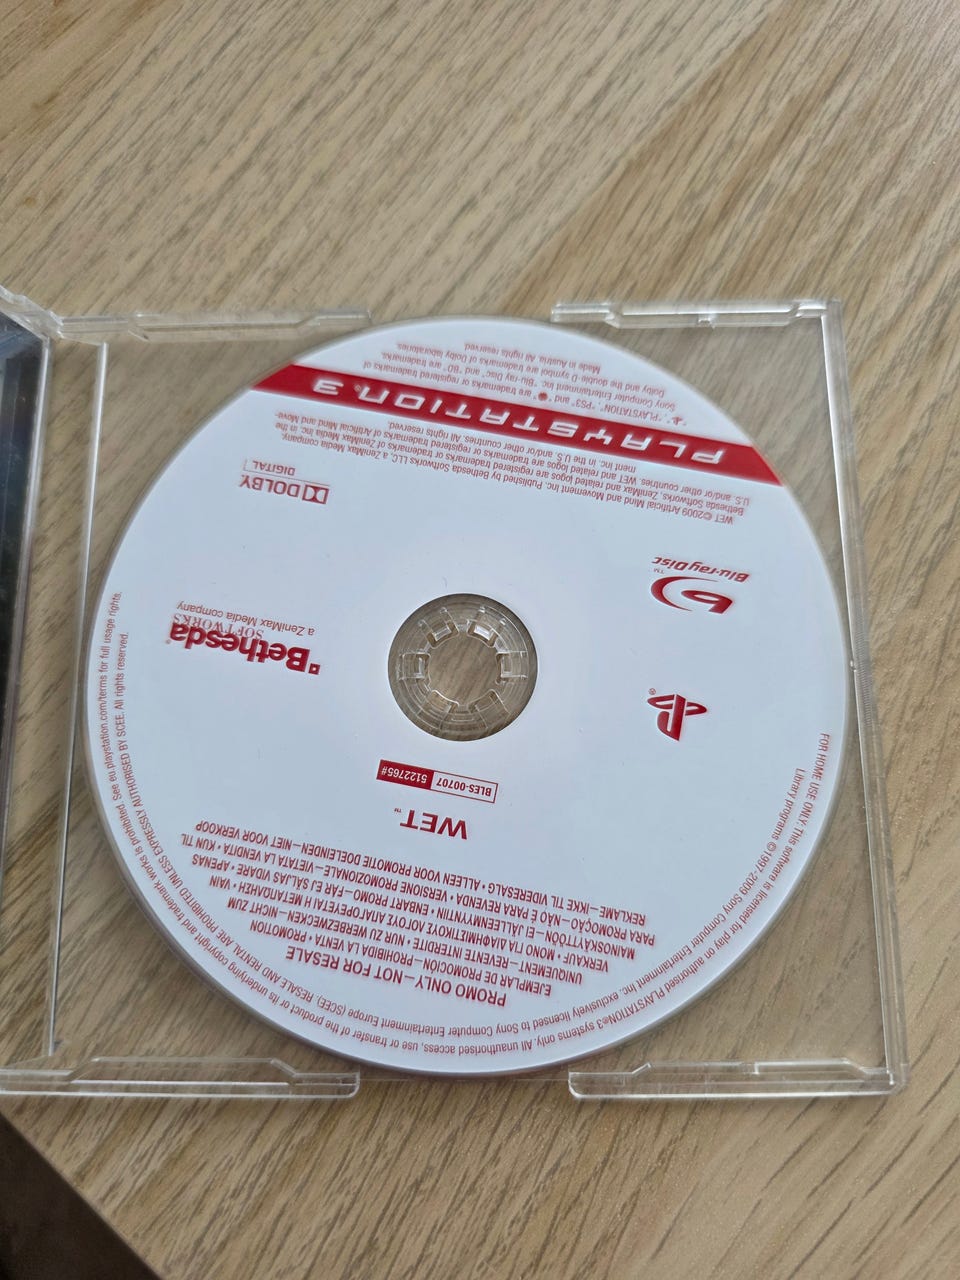 FOR HOME USE ONLY. This software is licensed for play on authorised PLAYSTATION®3 systems only. All unauthorised access, use or transfer of the product or its underlying copyright and trademark works is prohibited. See eu.playstation.com/terms for full usage rights.
Library programs ©1997-2009 Sony Computer Entertainment Inc. exclusively licensed to Sony Computer Entertainment Europe (SCEE). RESALE AND RENTAL ARE PROHIBITED UNLESS EXPRESSLY AUTHORISED BY SCEE. All rights reserved.
PROMO ONLY—NOT FOR RESALE
EJEMPLAR DE PROMOCIÓN—PROHIBIDA LA VENTA • PROMOTION
UNIQUEMENT—REVENTE INTERDITE • NUR ZU WERBEZWECKEN—NICHT ZUM
VERKAUF • ΜΟΝΟ ΓΙΑ ΔΙΑΦΗΜΙΣΤΙΚΟΥΣ ΛΟΓΟΥΣ ΑΠΑΓΟΡΕΥΕΤΑΙ Η ΜΕΤΑΠΩΛΗΣΗ • VAIN
MAINOSKÄYTTÖÖN—EI JÄLLEENMYYNTIIN • ENBART PROMO—FÅR EJ SÄLJAS VIDARE • APENAS
PARA PROMOÇÃO—NÃO É PARA REVENDA • VERSIONE PROMOZIONALE—VIETATA LA VENDITA • KUN TIL
REKLAME—IKKE TIL VIDERESALG • ALLEEN VOOR PROMOTIE DOELEINDEN—NIET VOOR VERKOOP
WET™
BLES-00707 5122765#
Bethesda®
SOFTWORKS
a ZeniMax Media company
Blu-ray Disc™
DOLBY
DIGITAL
WET ©2009 Artificial Mind and Movement Inc. Published by Bethesda Softworks LLC, a ZeniMax Media company.
Bethesda Softworks, ZeniMax and related logos are registered trademarks or trademarks of ZeniMax Media Inc. in the
U.S. and/or other countries. WET and related logos are trademarks or registered trademarks of Artificial Mind and Move-
ment Inc. in the U.S. and/or other countries. All rights reserved.
PLAYSTATION®3
"PLAYSTATION", "PS3" and "PS" are trademarks or registered trademarks of
Sony Computer Entertainment Inc. Blu-ray Disc™ and "BD" are trademarks.
Dolby and the double-D symbol are trademarks of Dolby laboratories.
Made in Austria. All rights reserved.